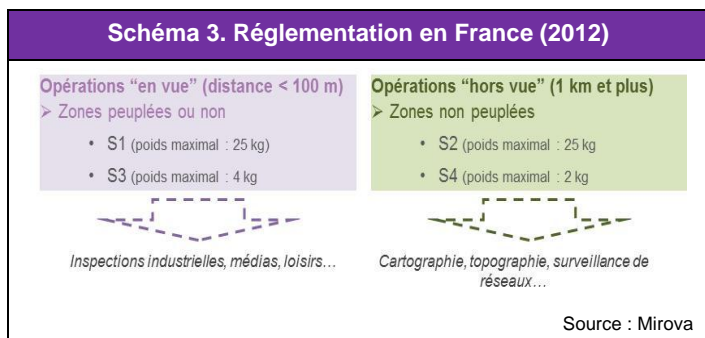 Schéma 3. Réglementation en France (2012)
Opérations “en vue” (distance < 100 m)
➢ Zones peuplées ou non
• S1 (poids maximal : 25 kg)
• S3 (poids maximal : 4 kg
Inspections industrielles, médias, loisirs…
Opérations “hors vue” (1 km et plus)
➢ Zones non peuplées
• S2 (poids maximal : 25 kg
• S4 (poids maximal : 2 kg
Cartographie, topographie, surveillance de
réseaux…
Source : Mirova